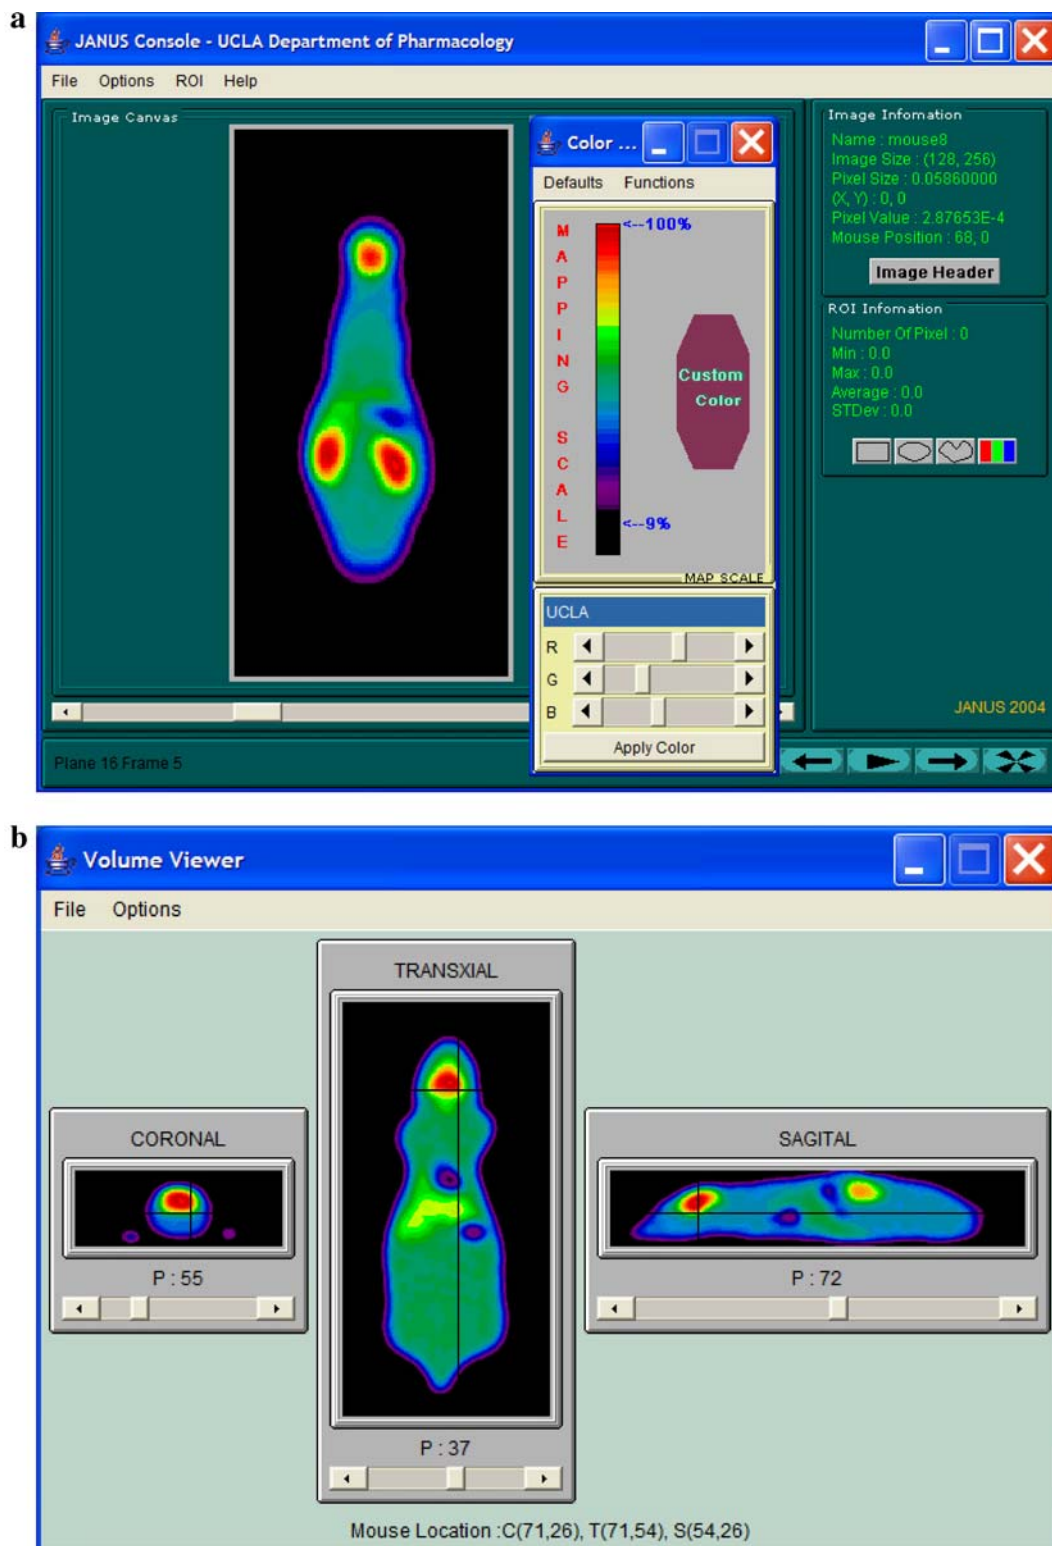 a
JANUS Console - UCLA Department of Pharmacology
File Options ROI Help
Image Canvas
Color ...
Defaults Functions
MAPPING SCALE
<--100%
Custom
Color
<--9%
MAP SCALE
UCLA
R
G
B
Apply Color
Image Infomation
Name : mouse8
Image Size : (128, 256)
Pixel Size : 0.05860000
(X, Y) : 0, 0
Pixel Value : 2.87653E-4
Mouse Position : 68, 0
Image Header
ROI Infomation
Number Of Pixel : 0
Min : 0.0
Max : 0.0
Average : 0.0
STDev : 0.0
JANUS 2004
Plane 16 Frame 5
b
Volume Viewer
File Options
CORONAL
P : 55
TRANSXIAL
P : 37
SAGITAL
P : 72
Mouse Location :C(71,26), T(71,54), S(54,26)